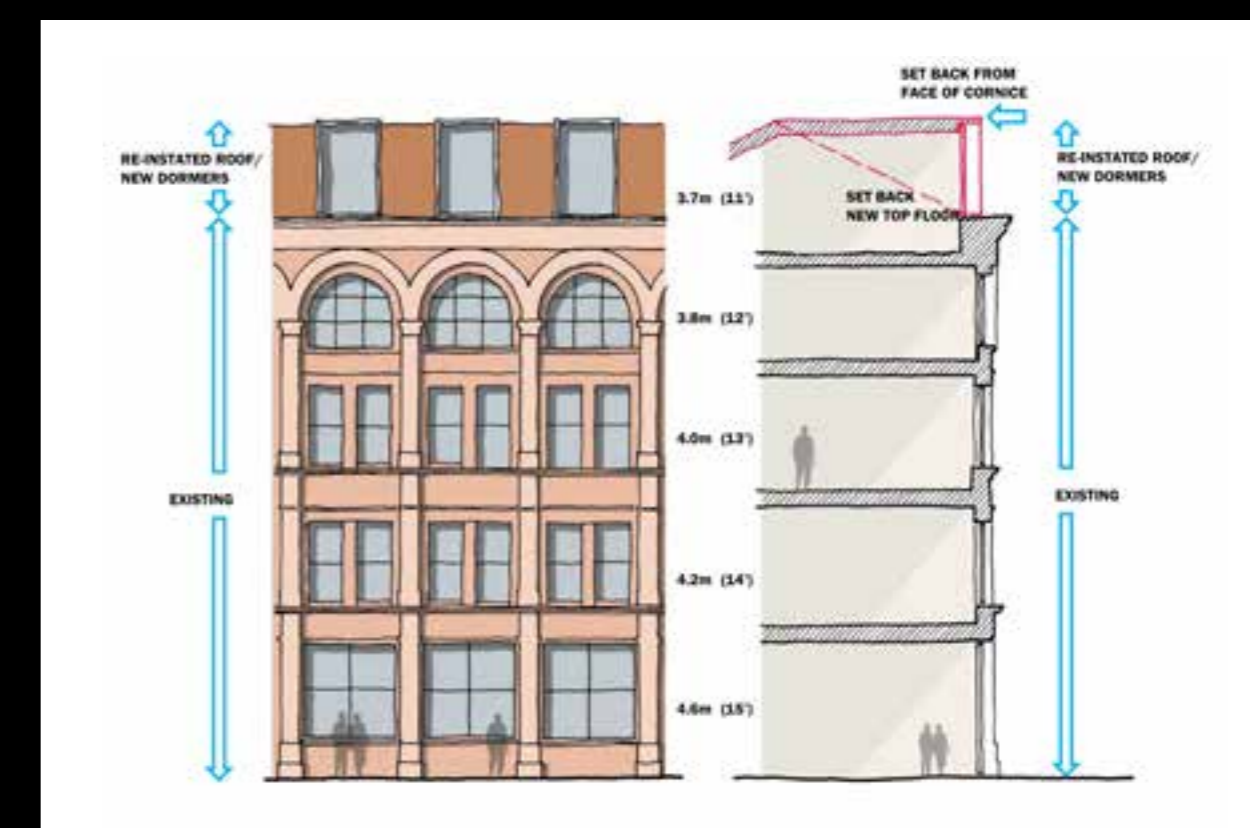 SET BACK FROM
FACE OF CORNICE
RE-INSTATED ROOF/
NEW DORMERS
RE-INSTATED ROOF/
NEW DORMERS
3.7m (11')
SET BACK
NEW TOP FLOOR
3.8m (12')
4.0m (13')
EXISTING
EXISTING
4.2m (14')
4.6m (15')